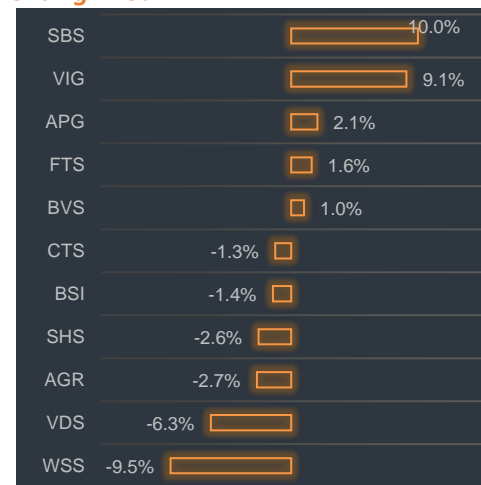 SBS 10.0%
VIG 9.1%
APG 2.1%
FTS 1.6%
BVS 1.0%
CTS -1.3%
BSI -1.4%
SHS -2.6%
AGR -2.7%
VDS -6.3%
WSS -9.5%